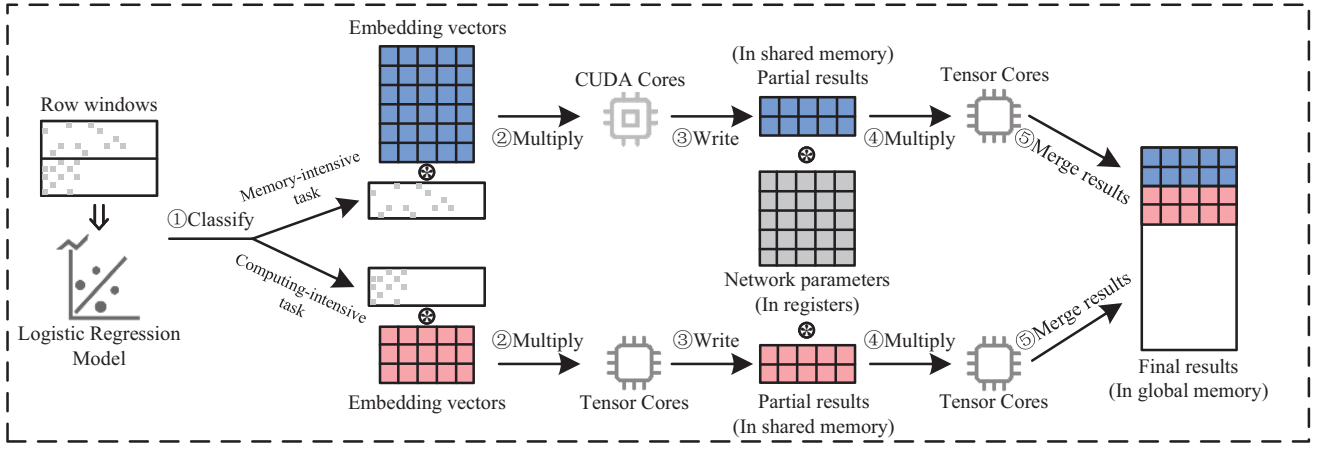 Row windows
Logistic Regression
Model
①Classify
Memory-intensive
task
Computing-intensive
task
Embedding vectors
②Multiply
CUDA Cores
③Write
(In shared memory)
Partial results
④Multiply
Tensor Cores
⑤Merge results
Network parameters
(In registers)
Embedding vectors
②Multiply
Tensor Cores
③Write
Partial results
(In shared memory)
④Multiply
Tensor Cores
⑤Merge results
Final results
(In global memory)